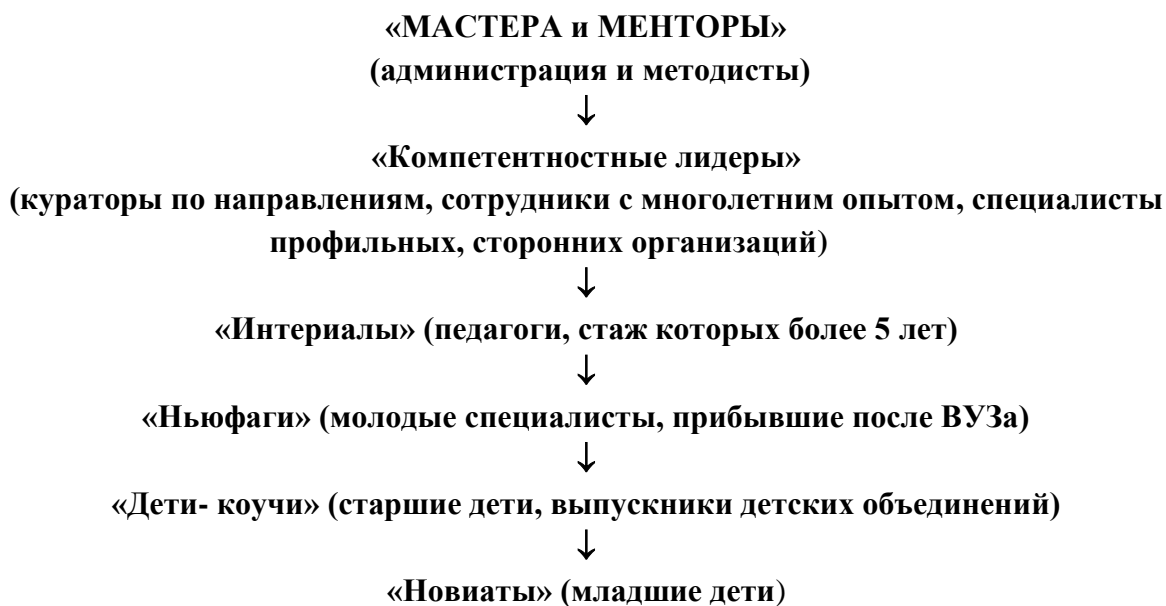 «МАСТЕРА и МЕНТОРЫ»
(администрация и методисты)
↓
«Компетентностные лидеры»
(кураторы по направлениям, сотрудники с многолетним опытом, специалисты
профильных, сторонних организаций)
↓
«Интериалы» (педагоги, стаж которых более 5 лет)
↓
«Ньюфаги» (молодые специалисты, прибывшие после ВУЗа)
↓
«Дети- коучи» (старшие дети, выпускники детских объединений)
↓
«Новиаты» (младшие дети)